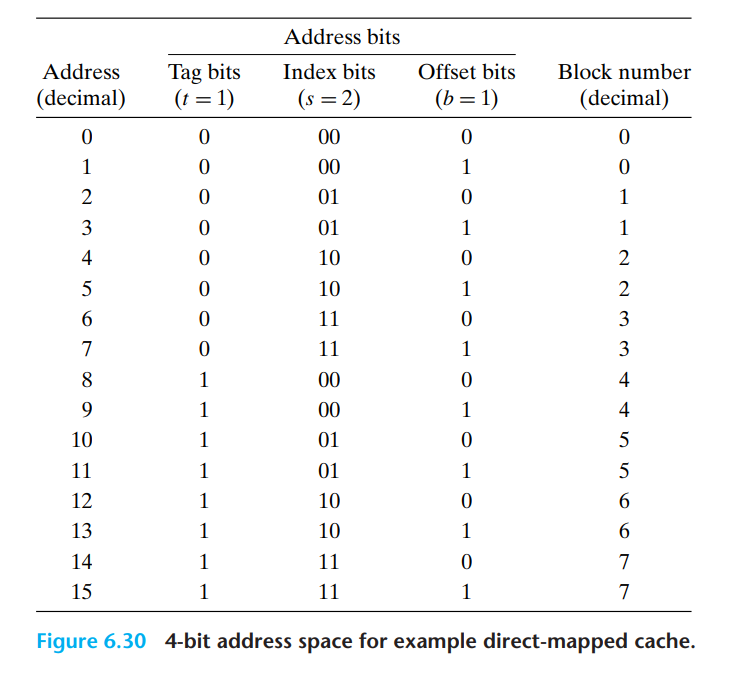 Address bits
Address Tag bits Index bits Offset bits Block number
(decimal) (t = 1) (s = 2) (b = 1) (decimal)
0 0 00 0 0
1 0 00 1 0
2 0 01 0 1
3 0 01 1 1
4 0 10 0 2
5 0 10 1 2
6 0 11 0 3
7 0 11 1 3
8 1 00 0 4
9 1 00 1 4
10 1 01 0 5
11 1 01 1 5
12 1 10 0 6
13 1 10 1 6
14 1 11 0 7
15 1 11 1 7
Figure 6.30 4-bit address space for example direct-mapped cache.